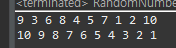 <terminated> RandomNumbe
9 3 6 8 4 5 7 1 2 10
10 9 8 7 6 5 4 3 2 1